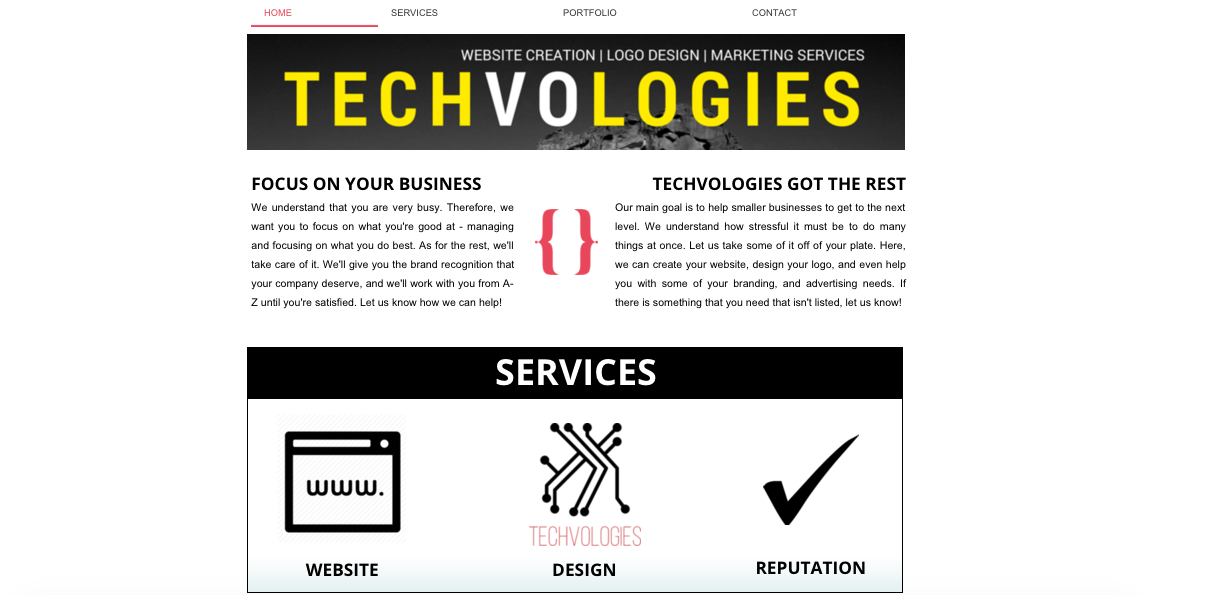 HOME SERVICES PORTFOLIO CONTACT
WEBSITE CREATION | LOGO DESIGN | MARKETING SERVICES
TECHVOLOGIES
FOCUS ON YOUR BUSINESS
We understand that you are very busy. Therefore, we
want you to focus on what you're good at - managing
and focusing on what you do best. As for the rest, we'll
take care of it. We'll give you the brand recognition that
your company deserve, and we'll work with you from A-
Z until you're satisfied. Let us know how we can help!
{ }
TECHVOLOGIES GOT THE REST
Our main goal is to help smaller businesses to get to the next
level. We understand how stressful it must be to do many
things at once. Let us take some of it off of your plate. Here,
we can create your website, design your logo, and even help
you with some of your branding, and advertising needs. If
there is something that you need that isn't listed, let us know!
SERVICES
www.
TECHVOLOGIES
WEBSITE
DESIGN
REPUTATION